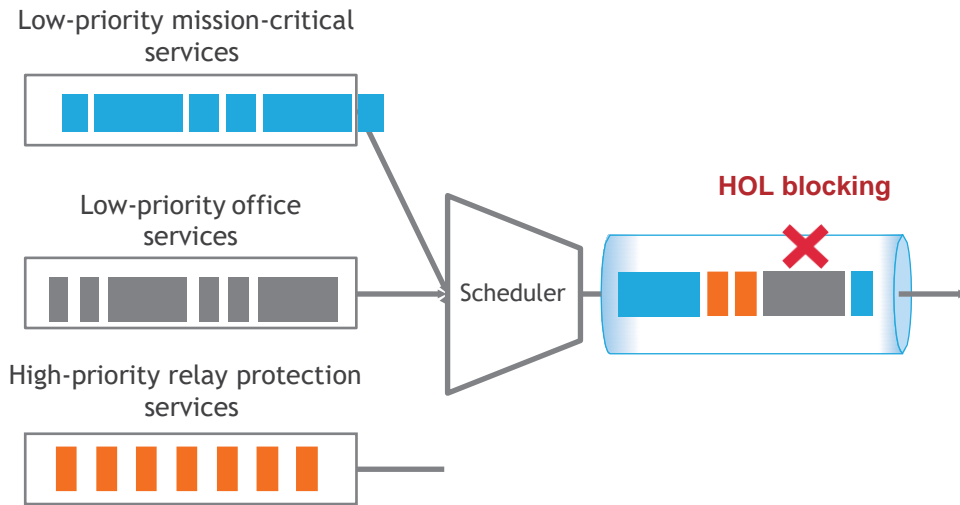 Low-priority mission-critical
services
HOL blocking
Low-priority office
services
Scheduler
High-priority relay protection
services